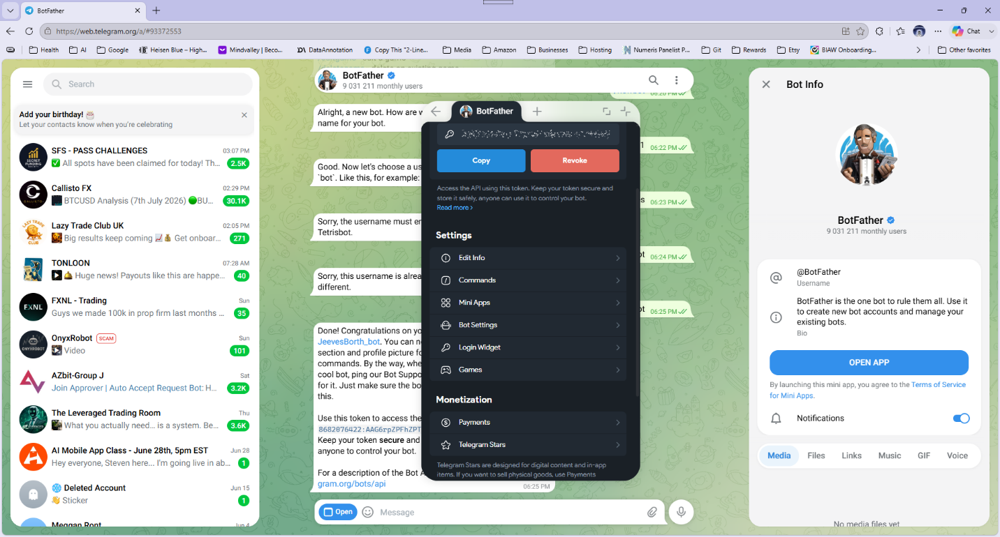 BotFather
https://web.telegram.org/a/#93372553
Chat
Health
AI
Google
Heisen Blue – High...
Mindvalley | Beco...
DataAnnotation
Copy This "2-Line...
Media
Amazon
Businesses
Hosting
Numeris Panelist P...
Git
Rewards
Etsy
BIAW Onboarding...
Other favorites
Search
Add your birthday! 🎂
Let your contacts know when you're celebrating
SFS - PASS CHALLENGES
03:07 PM
✅ All spots have been claimed for today! Th...
2.5K
Callisto FX
02:29 PM
BTCUSD Analysis (7th July 2026) 🟢BU...
30.1K
Lazy Trade Club UK
02:05 PM
Big results keep coming 📈💰 Get onboar...
271
TONLOON
07:28 AM
🛎 Huge news! Payouts like this are happe...
40
FXNL - Trading
Sun
Guys we made 100k in prop firm last months ...
35
OnyxRobot SCAM
Sun
Video
101
AZbit-Group J
Sat
Join Approver | Auto Accept Request Bot: H...
3.2K
The Leveraged Trading Room
Thu
What you actually need... is a system. Be...
3.6K
AI Mobile App Class - June 28th, 5pm EST
Jun 28
Hey everyone, Steven here... I'm going live in ab...
1
Deleted Account
Jun 15
👋 Sticker
1
Meggan Ront
Jun 4
BotFather
9 031 211 monthly users
Alright, a new bot. How are w
name for your bot.
Good. Now let's choose a us
`bot`. Like this, for example:
Sorry, the username must en
Tetrisbot.
Sorry, this username is alrea
different.
Done! Congratulations on yo
JeevesBorth_bot. You can n
section and profile picture fo
commands. By the way, whe
cool bot, ping our Bot Suppo
for it. Just make sure the bo
this.
Use this token to access the
8682076422:AAG6rpZPFhZPT
Keep your token secure and
anyone to control your bot.
For a description of the Bot A
gram.org/bots/api
06:25 PM
06:20 PM
1 06:22 PM
s 06:23 PM
ot 06:24 PM
ot 06:25 PM
BotFather
Copy
Revoke
Access the API using this token. Keep your token secure and
store it safely, anyone can use it to control your bot.
Read more ›
Settings
Edit Info
Commands
Mini Apps
Bot Settings
Login Widget
Games
Monetization
Payments
Telegram Stars
Telegram Stars are designed for digital content and in-app
items. If you want to sell physical goods, use Payments
Open
Message
Bot Info
BotFather
9 031 211 monthly users
@BotFather
Username
BotFather is the one bot to rule them all. Use it
to create new bot accounts and manage your
existing bots.
Bio
OPEN APP
By launching this mini app, you agree to the Terms of Service
for Mini Apps.
Notifications
Media
Files
Links
Music
GIF
Voice
No media files yet